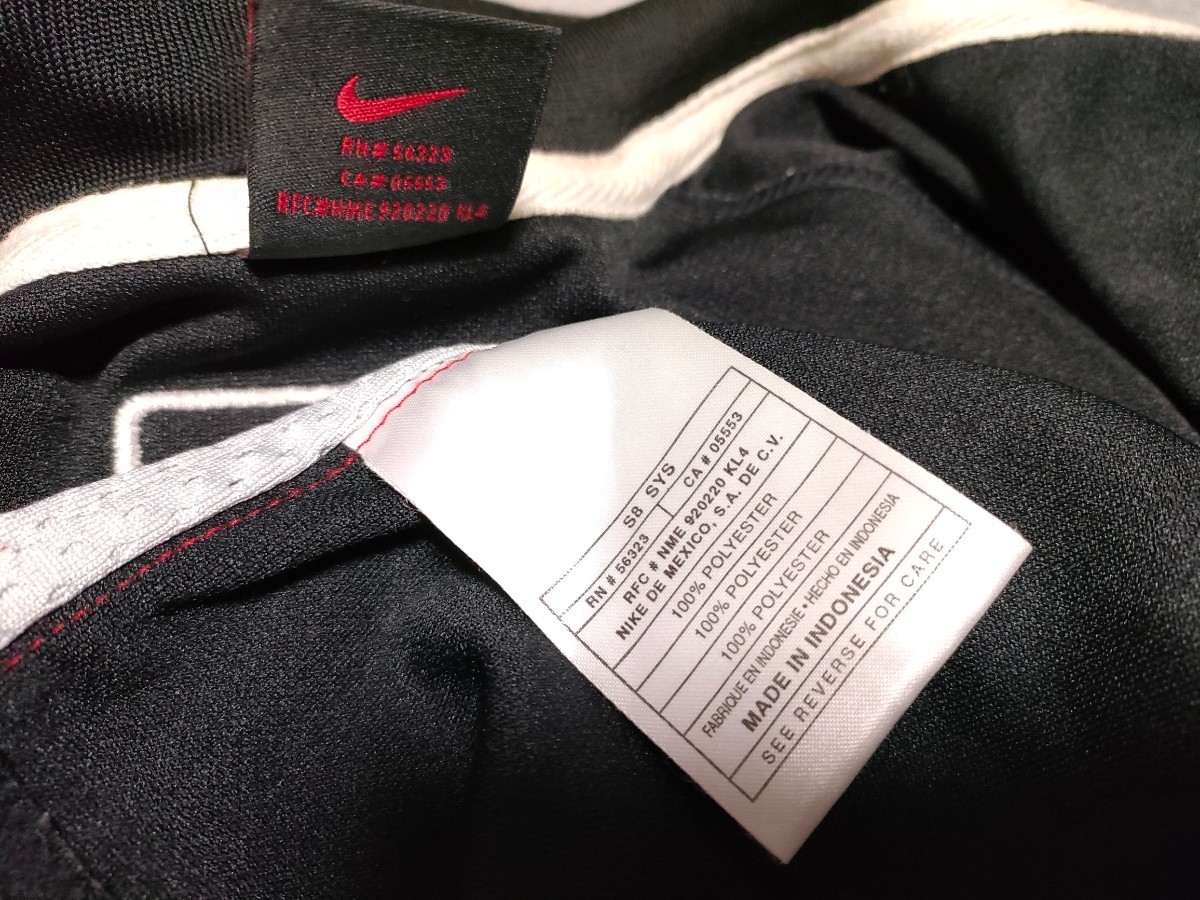 RN# 56323
CA# 05553
RFC#NME 920220 KL4
S8 SYS
RN # 56323 CA # 05553
RFC # NME 920220 KL4
NIKE DE MEXICO, S.A. DE C.V.
100% POLYESTER
100% POLYESTER
100% POLYESTER
FABRIQUE EN INDONESIE • HECHO EN INDONESIA
MADE IN INDONESIA
SEE REVERSE FOR CARE